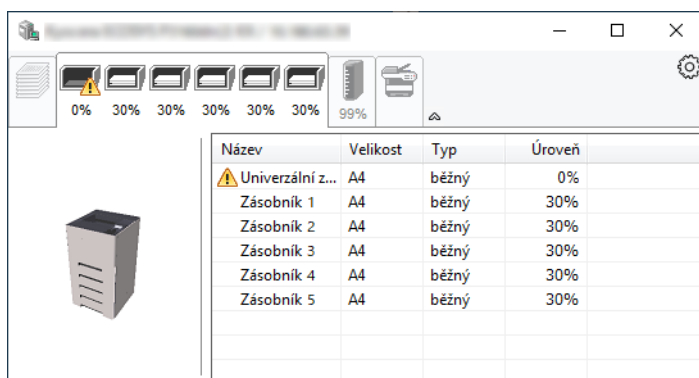 0% 30% 30% 30% 30% 30% 99%
Název Velikost Typ Úroveň
Univerzální z... A4 běžný 0%
Zásobník 1 A4 běžný 30%
Zásobník 2 A4 běžný 30%
Zásobník 3 A4 běžný 30%
Zásobník 4 A4 běžný 30%
Zásobník 5 A4 běžný 30%